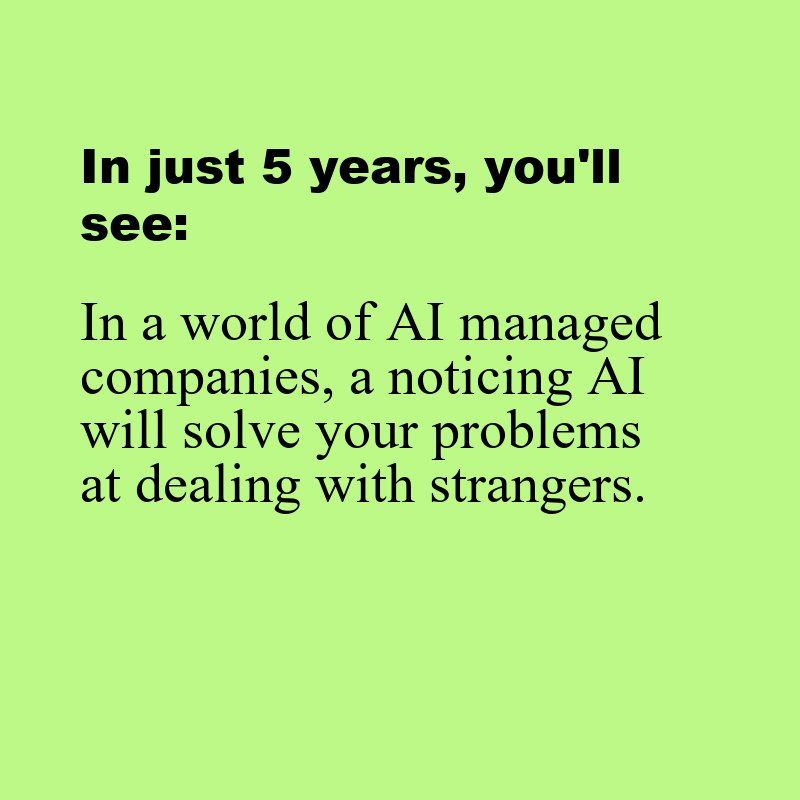 In just 5 years, you'll
see:
In a world of AI managed
companies, a noticing AI
will solve your problems
at dealing with strangers.